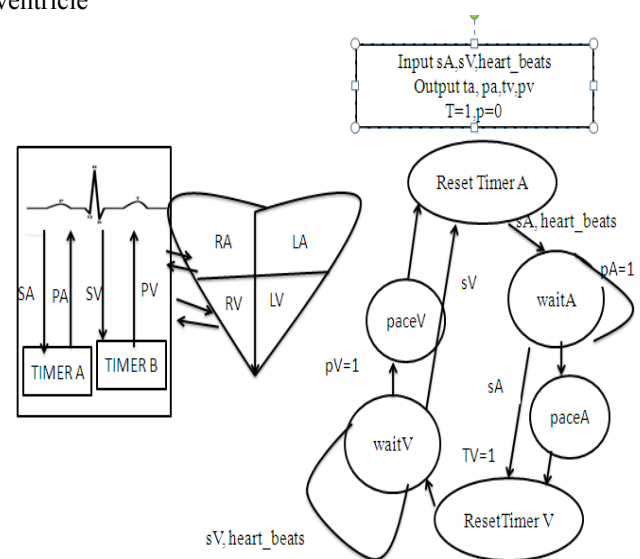 ventricle
Input sA,sV,heart_beats
Output ta, pa,tv,pv
T=1,p=0
Reset Timer A
sA, heart_beats
RA
LA
RV
LV
SA
PA
SV
PV
TIMER A
TIMER B
sV
waitA
pA=1
paceV
pV=1
sA
paceA
waitV
TV=1
ResetTimer V
sV, heart_beats